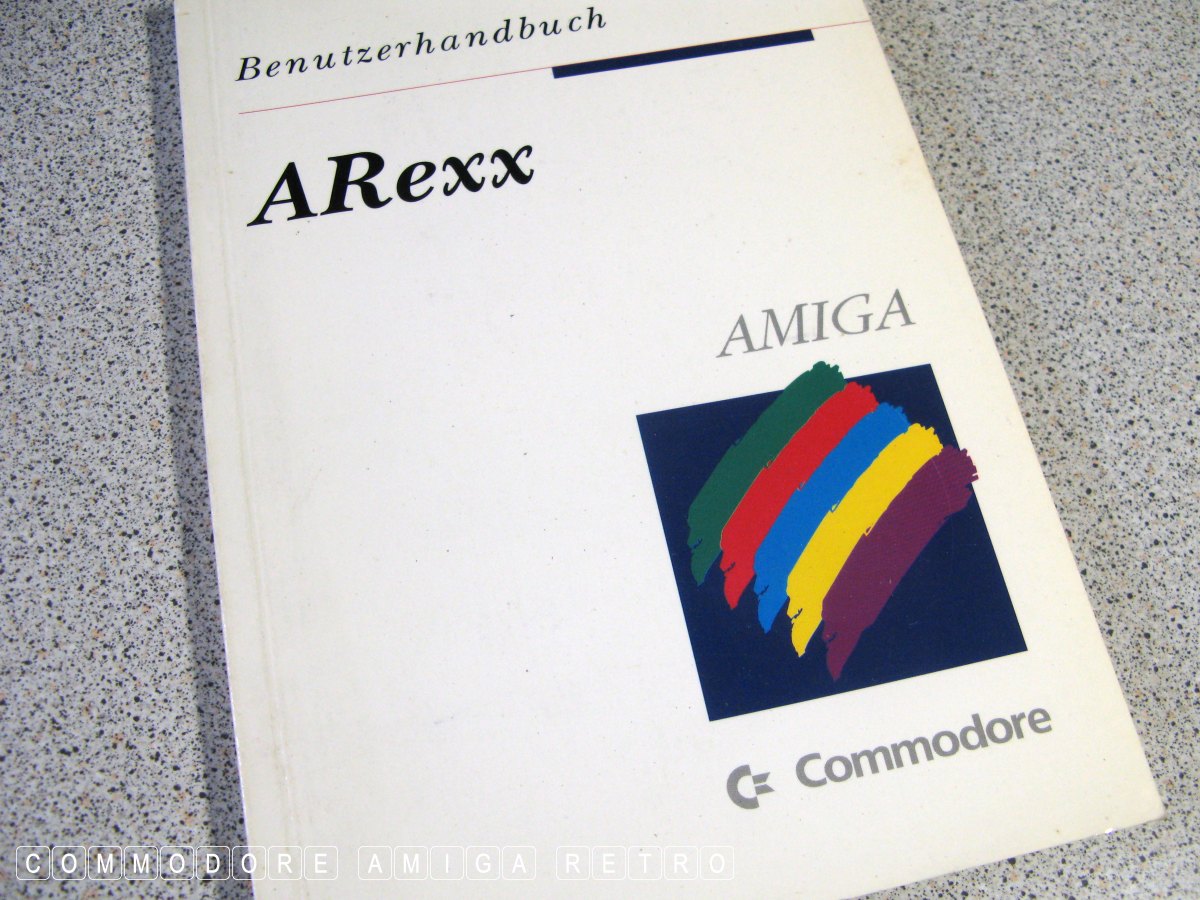 Benutzerhandbuch
ARexx
AMIGA
Commodore
COMMODORE AMIGA RETRO